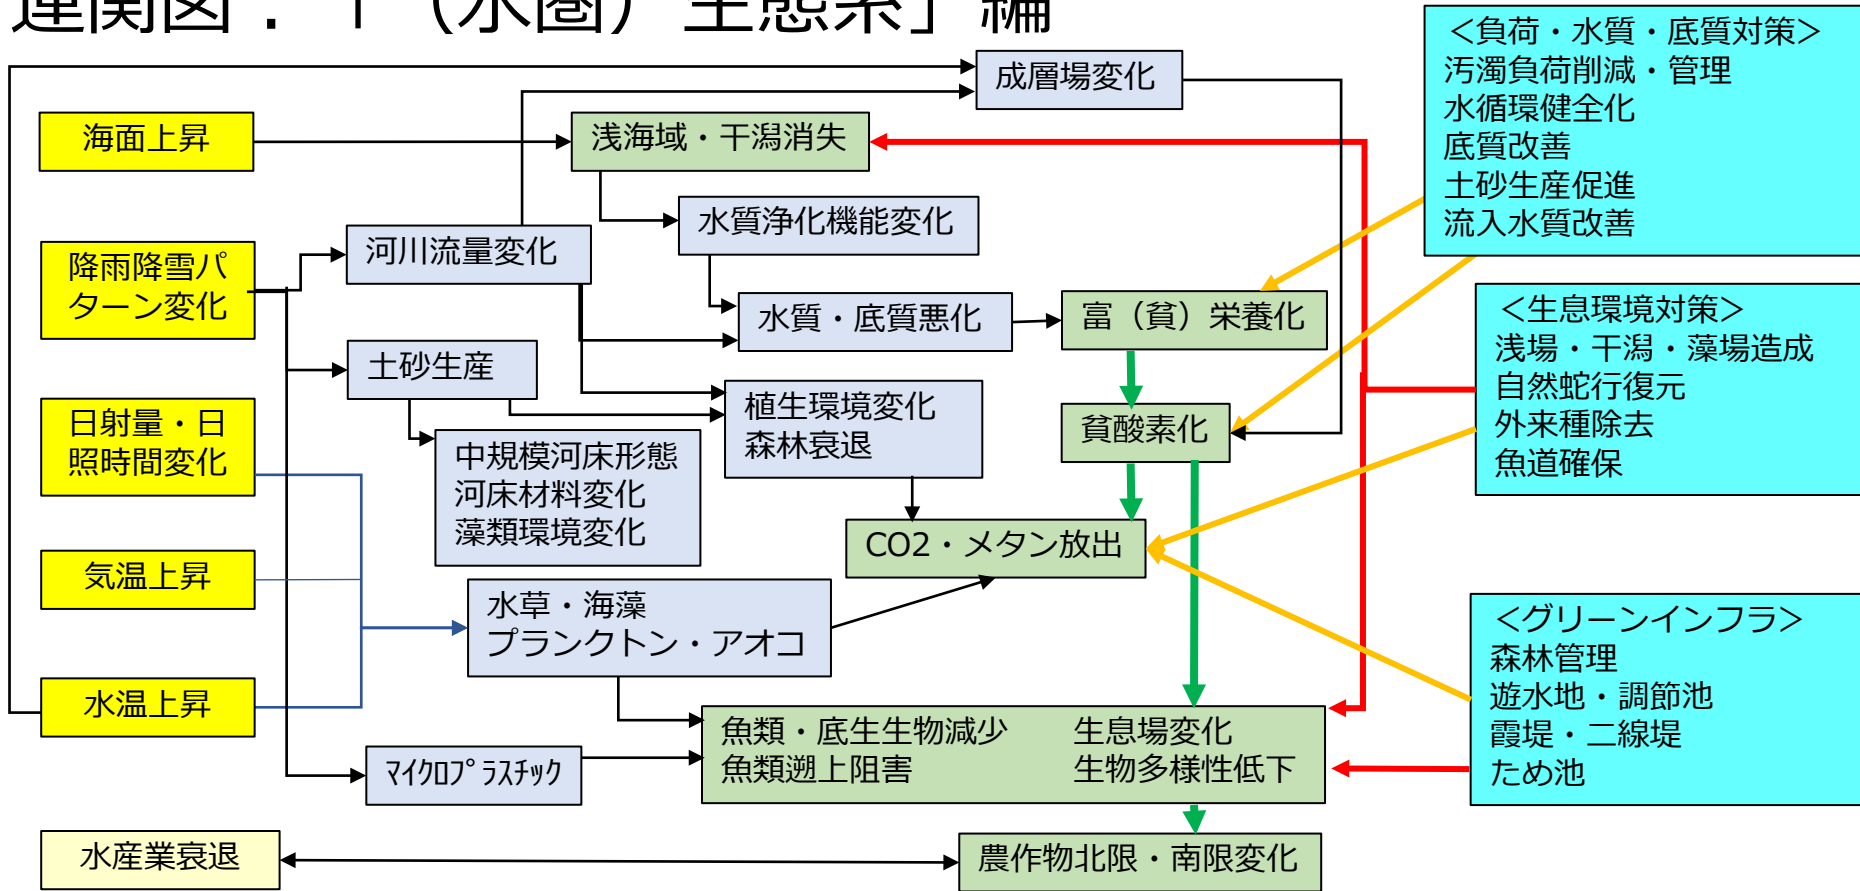 連関図：「（水圏）生態系」編
成層場変化
海面上昇
浅海域・干潟消失
水質浄化機能変化
河川流量変化
降雨降雪パ
ターン変化
水質・底質悪化
富（貧）栄養化
土砂生産
植生環境変化
森林衰退
貧酸素化
日射量・日
照時間変化
中規模河床形態
河床材料変化
藻類環境変化
CO2・メタン放出
気温上昇
水草・海藻
プランクトン・アオコ
水温上昇
魚類・底生生物減少
魚類遡上阻害
生息場変化
生物多様性低下
ﾏｲｸﾛﾌﾟﾗｽﾁｯｸ
水産業衰退
農作物北限・南限変化
＜負荷・水質・底質対策＞
汚濁負荷削減・管理
水循環健全化
底質改善
土砂生産促進
流入水質改善
＜生息環境対策＞
浅場・干潟・藻場造成
自然蛇行復元
外来種除去
魚道確保
＜グリーンインフラ＞
森林管理
遊水地・調節池
霞堤・二線堤
ため池